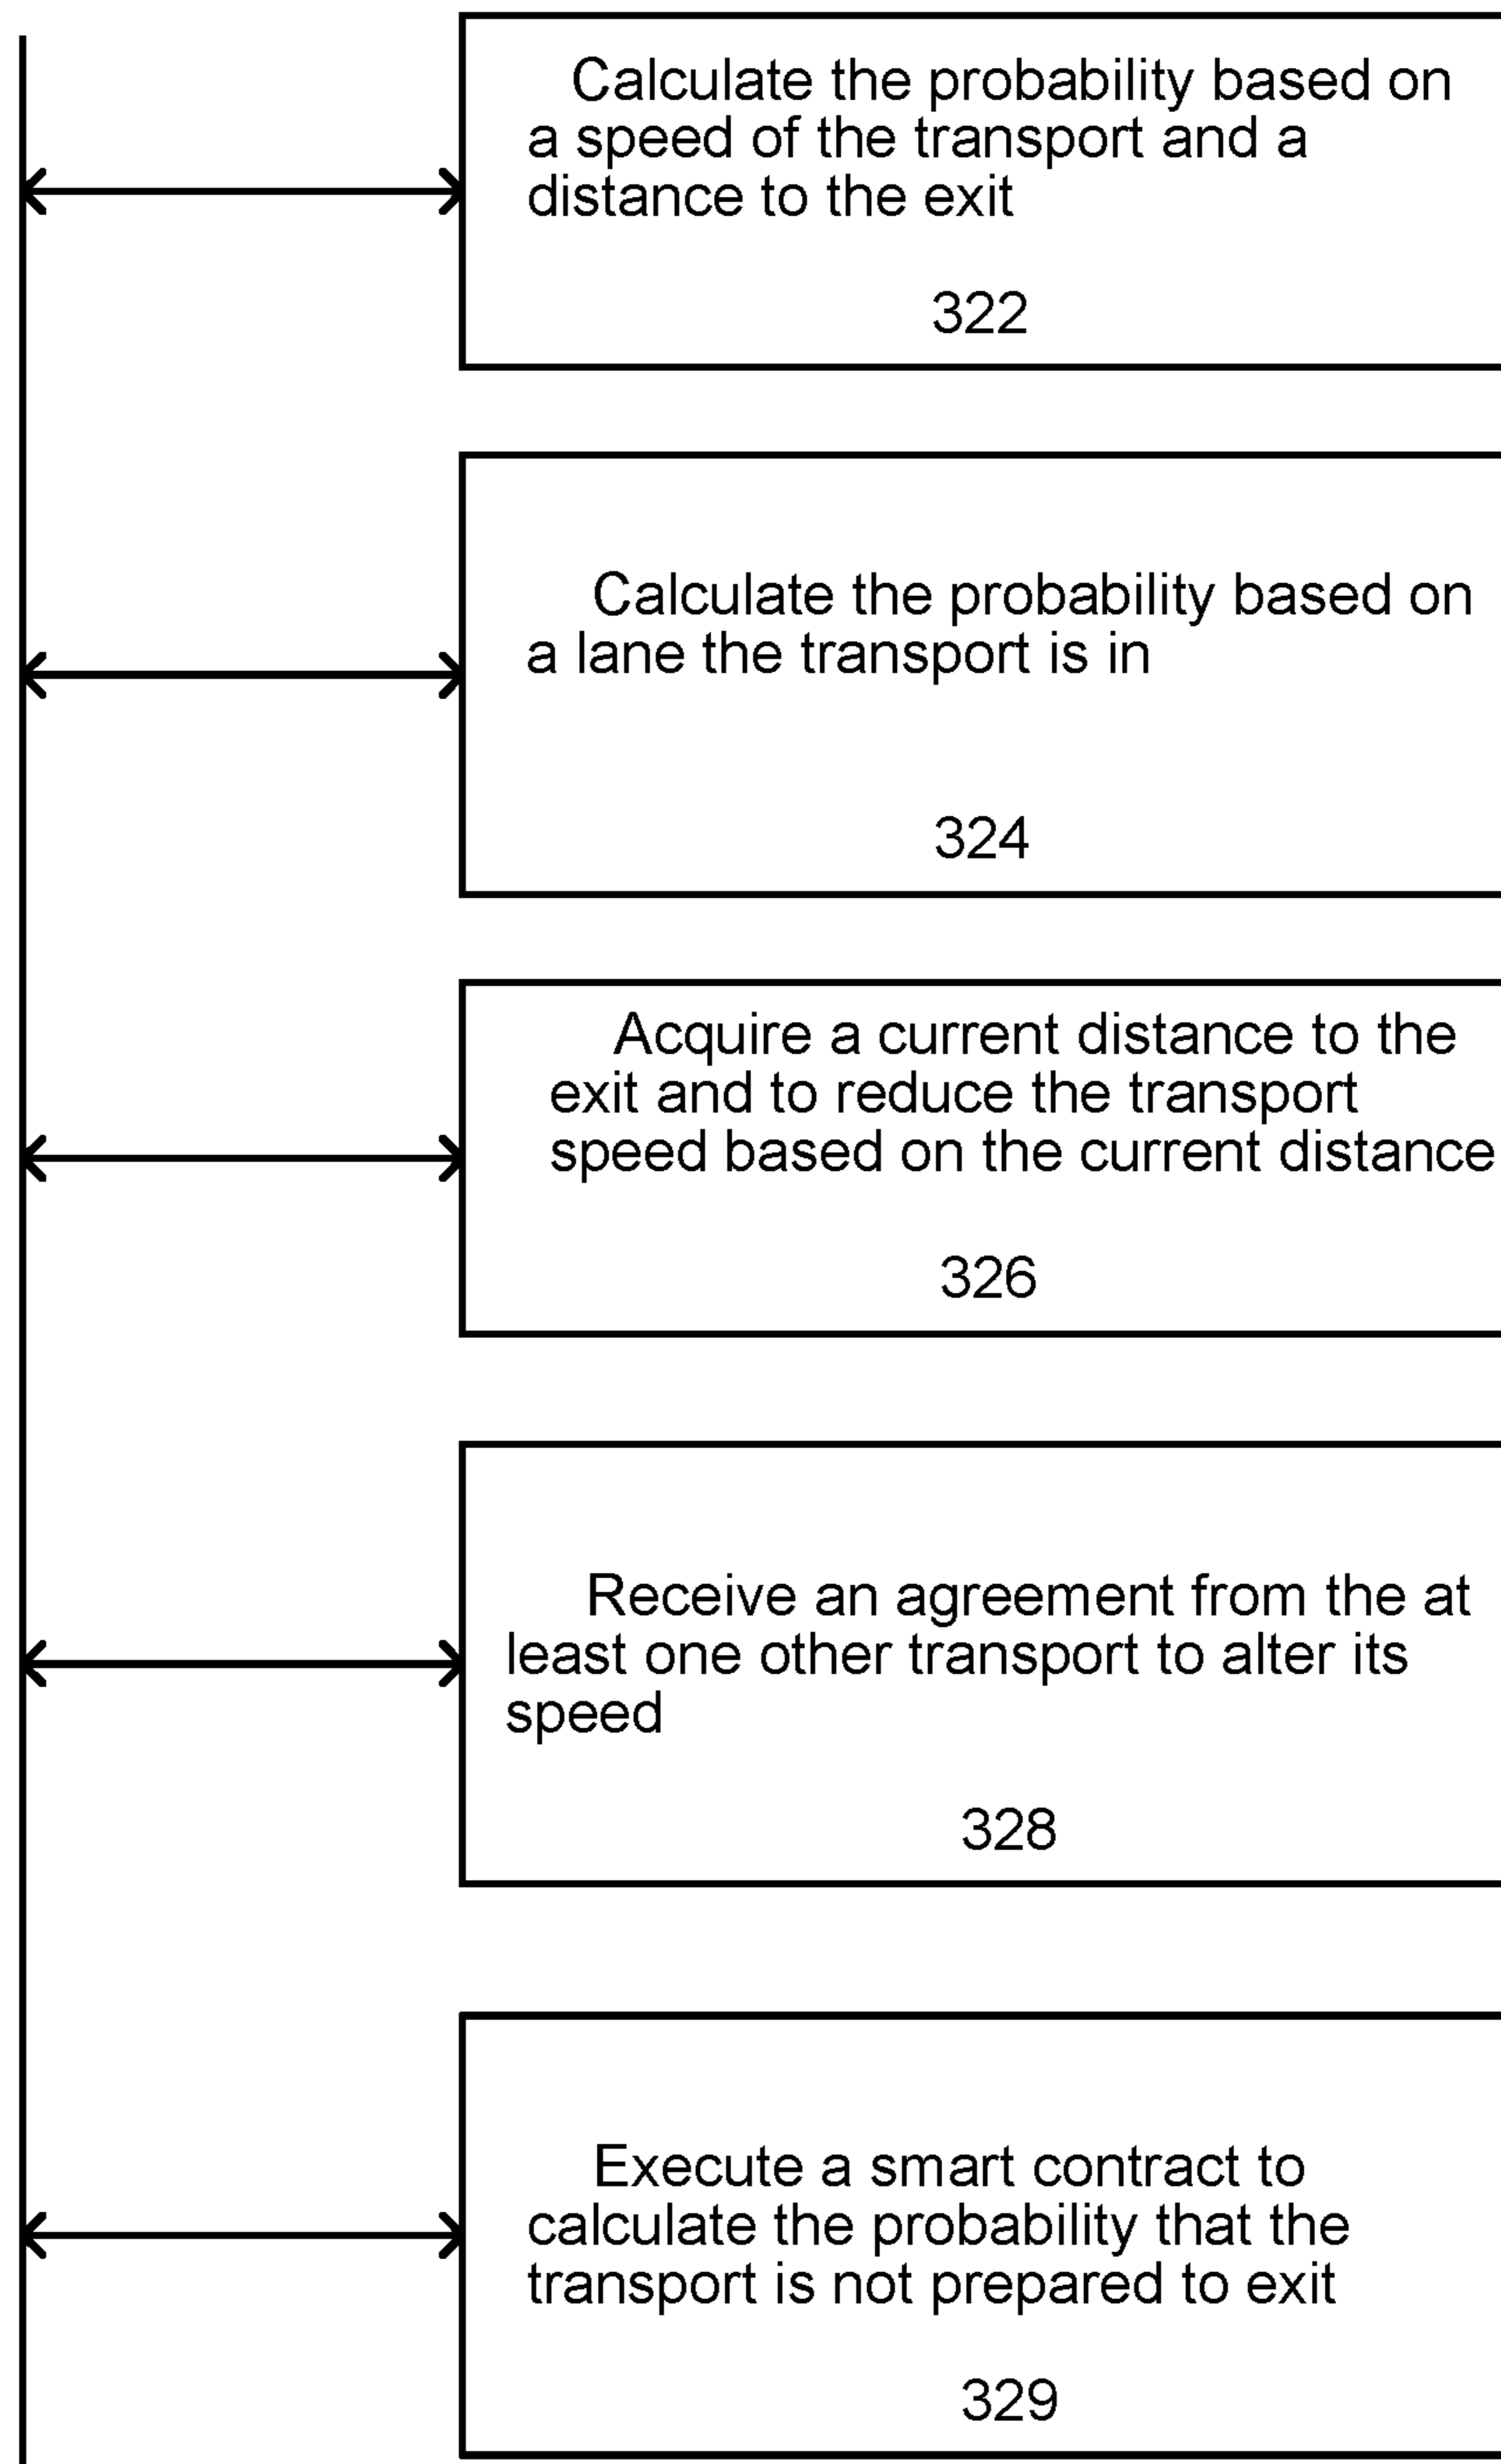 Calculate the probability based on
a speed of the transport and a
distance to the exit
322
Calculate the probability based on
a lane the transport is in
324
Acquire a current distance to the
exit and to reduce the transport
speed based on the current distance
326
Receive an agreement from the at
least one other transport to alter its
speed
328
Execute a smart contract to
calculate the probability that the
transport is not prepared to exit
329